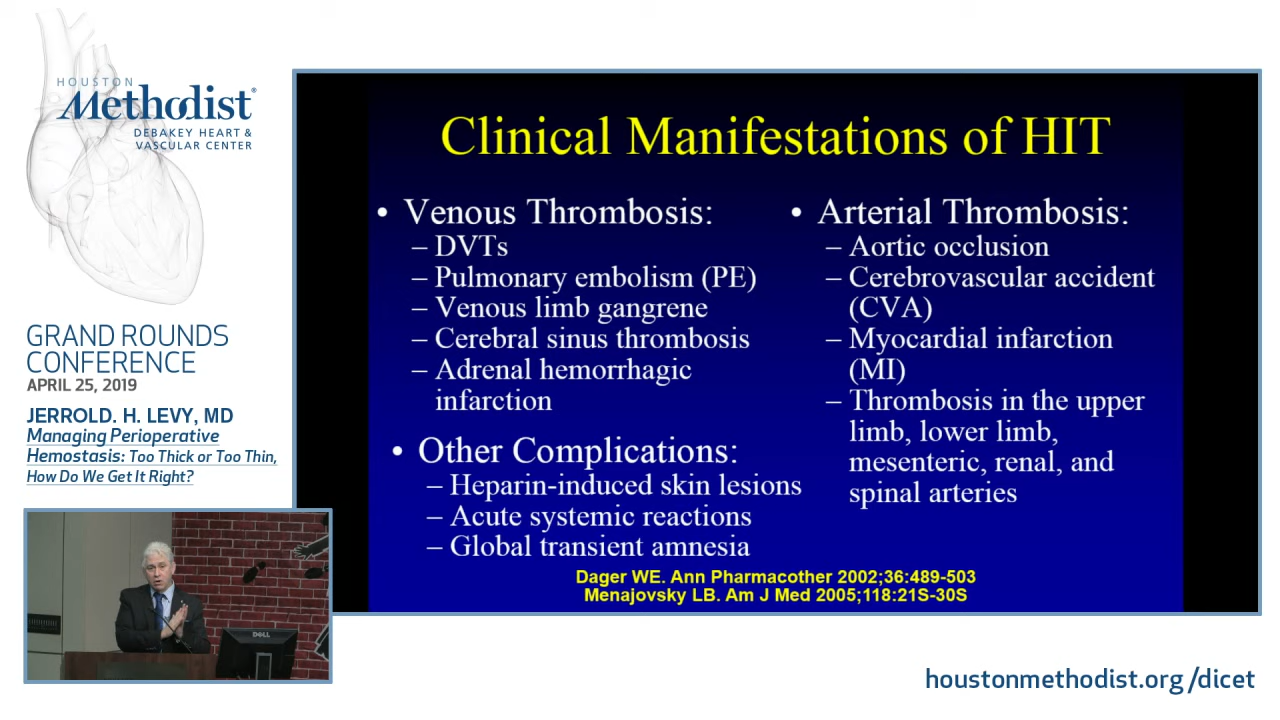 HOUSTON
Methodist®
DEBAKEY HEART &
VASCULAR CENTER
GRAND ROUNDS
CONFERENCE
APRIL 25, 2019
JERROLD. H. LEVY, MD
Managing Perioperative
Hemostasis: Too Thick or Too Thin,
How Do We Get It Right?
Clinical Manifestations of HIT
• Venous Thrombosis:
– DVTs
– Pulmonary embolism (PE)
– Venous limb gangrene
– Cerebral sinus thrombosis
– Adrenal hemorrhagic
infarction
• Other Complications:
– Heparin-induced skin lesions
– Acute systemic reactions
– Global transient amnesia
• Arterial Thrombosis:
– Aortic occlusion
– Cerebrovascular accident
(CVA)
– Myocardial infarction
(MI)
– Thrombosis in the upper
limb, lower limb,
mesenteric, renal, and
spinal arteries
Dager WE. Ann Pharmacother 2002;36:489-503
Menajovsky LB. Am J Med 2005;118:21S-30S
DELL
houstonmethodist.org/dicet